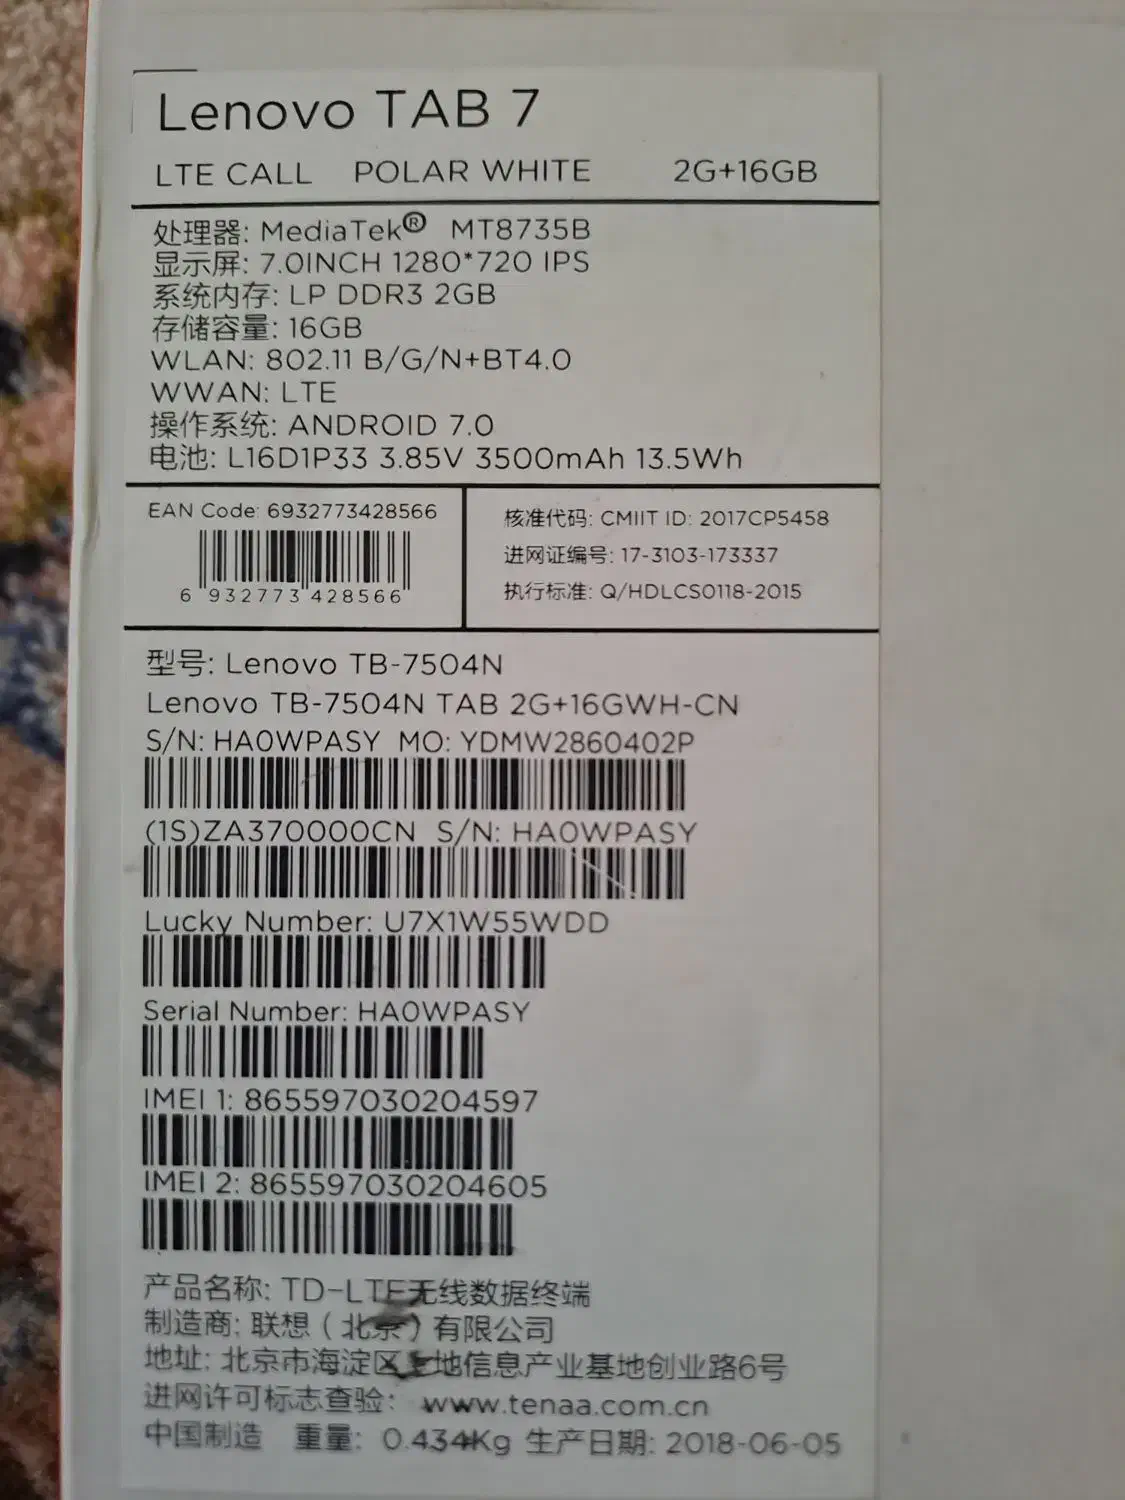 Lenovo TAB 7
LTE CALL POLAR WHITE 2G+16GB
处理器: MediaTek® MT8735B
显示屏: 7.0INCH 1280*720 IPS
系统内存: LP DDR3 2GB
存储容量: 16GB
WLAN: 802.11 B/G/N+BT4.0
WWAN: LTE
操作系统: ANDROID 7.0
电池: L16D1P33 3.85V 3500mAh 13.5Wh
EAN Code: 6932773428566
6 932773 428566
核准代码: CMIIT ID: 2017CP5458
进网证编号: 17-3103-173337
执行标准: Q/HDLCS0118-2015
型号: Lenovo TB-7504N
Lenovo TB-7504N TAB 2G+16GWH-CN
S/N: HA0WPASY MO: YDMW2860402P
(1S)ZA370000CN S/N: HA0WPASY
Lucky Number: U7X1W55WDD
Serial Number: HA0WPASY
IMEI 1: 865597030204597
IMEI 2: 865597030204605
产品名称: TD-LTE无线数据终端
制造商: 联想（北京）有限公司
地址: 北京市海淀区上地信息产业基地创业路6号
进网许可标志查验: www.tenaa.com.cn
中国制造 重量: 0.434Kg 生产日期: 2018-06-05